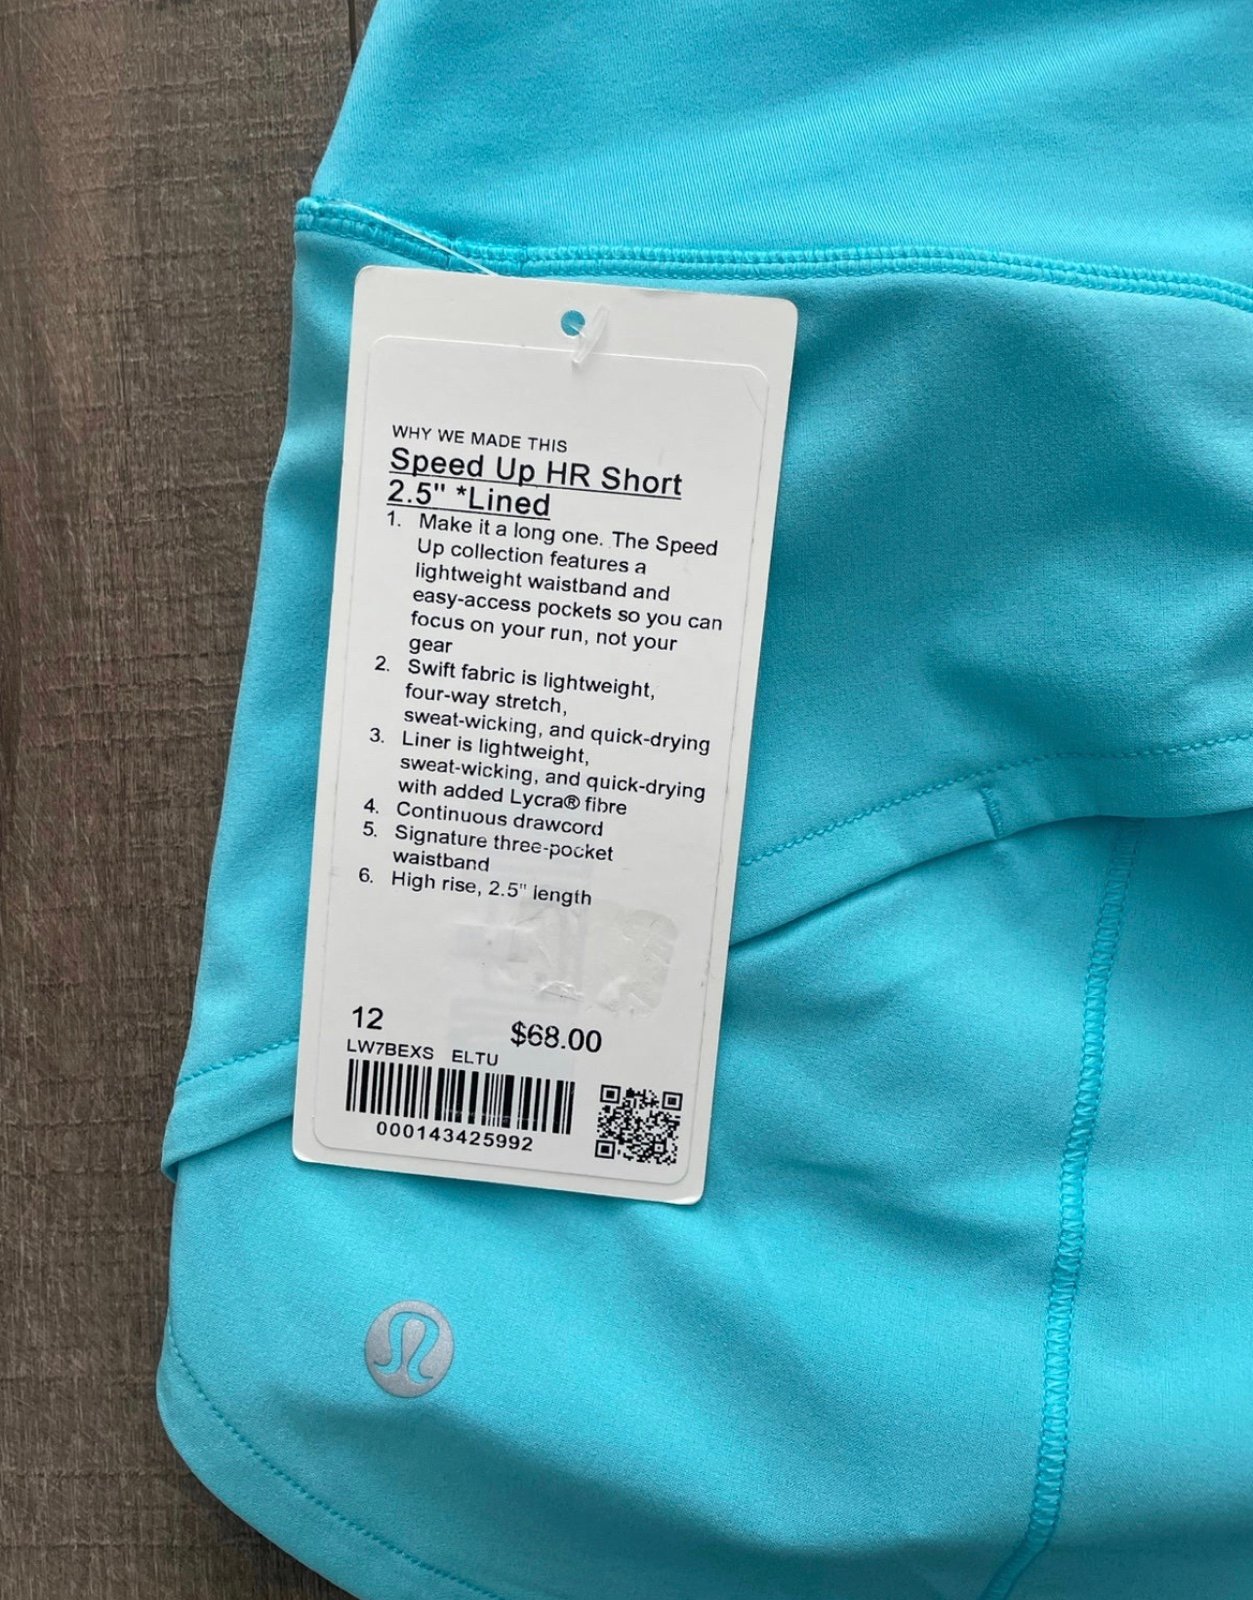 WHY WE MADE THIS
Speed Up HR Short
2.5" *Lined
1. Make it a long one. The Speed
Up collection features a
lightweight waistband and
easy-access pockets so you can
focus on your run, not your
gear
2. Swift fabric is lightweight,
four-way stretch,
sweat-wicking, and quick-drying
3. Liner is lightweight,
sweat-wicking, and quick-drying
with added Lycra® fibre
4. Continuous drawcord
5. Signature three-pocket
waistband
6. High rise, 2.5" length
12 $68.00
LW7BEXS ELTU
000143425992